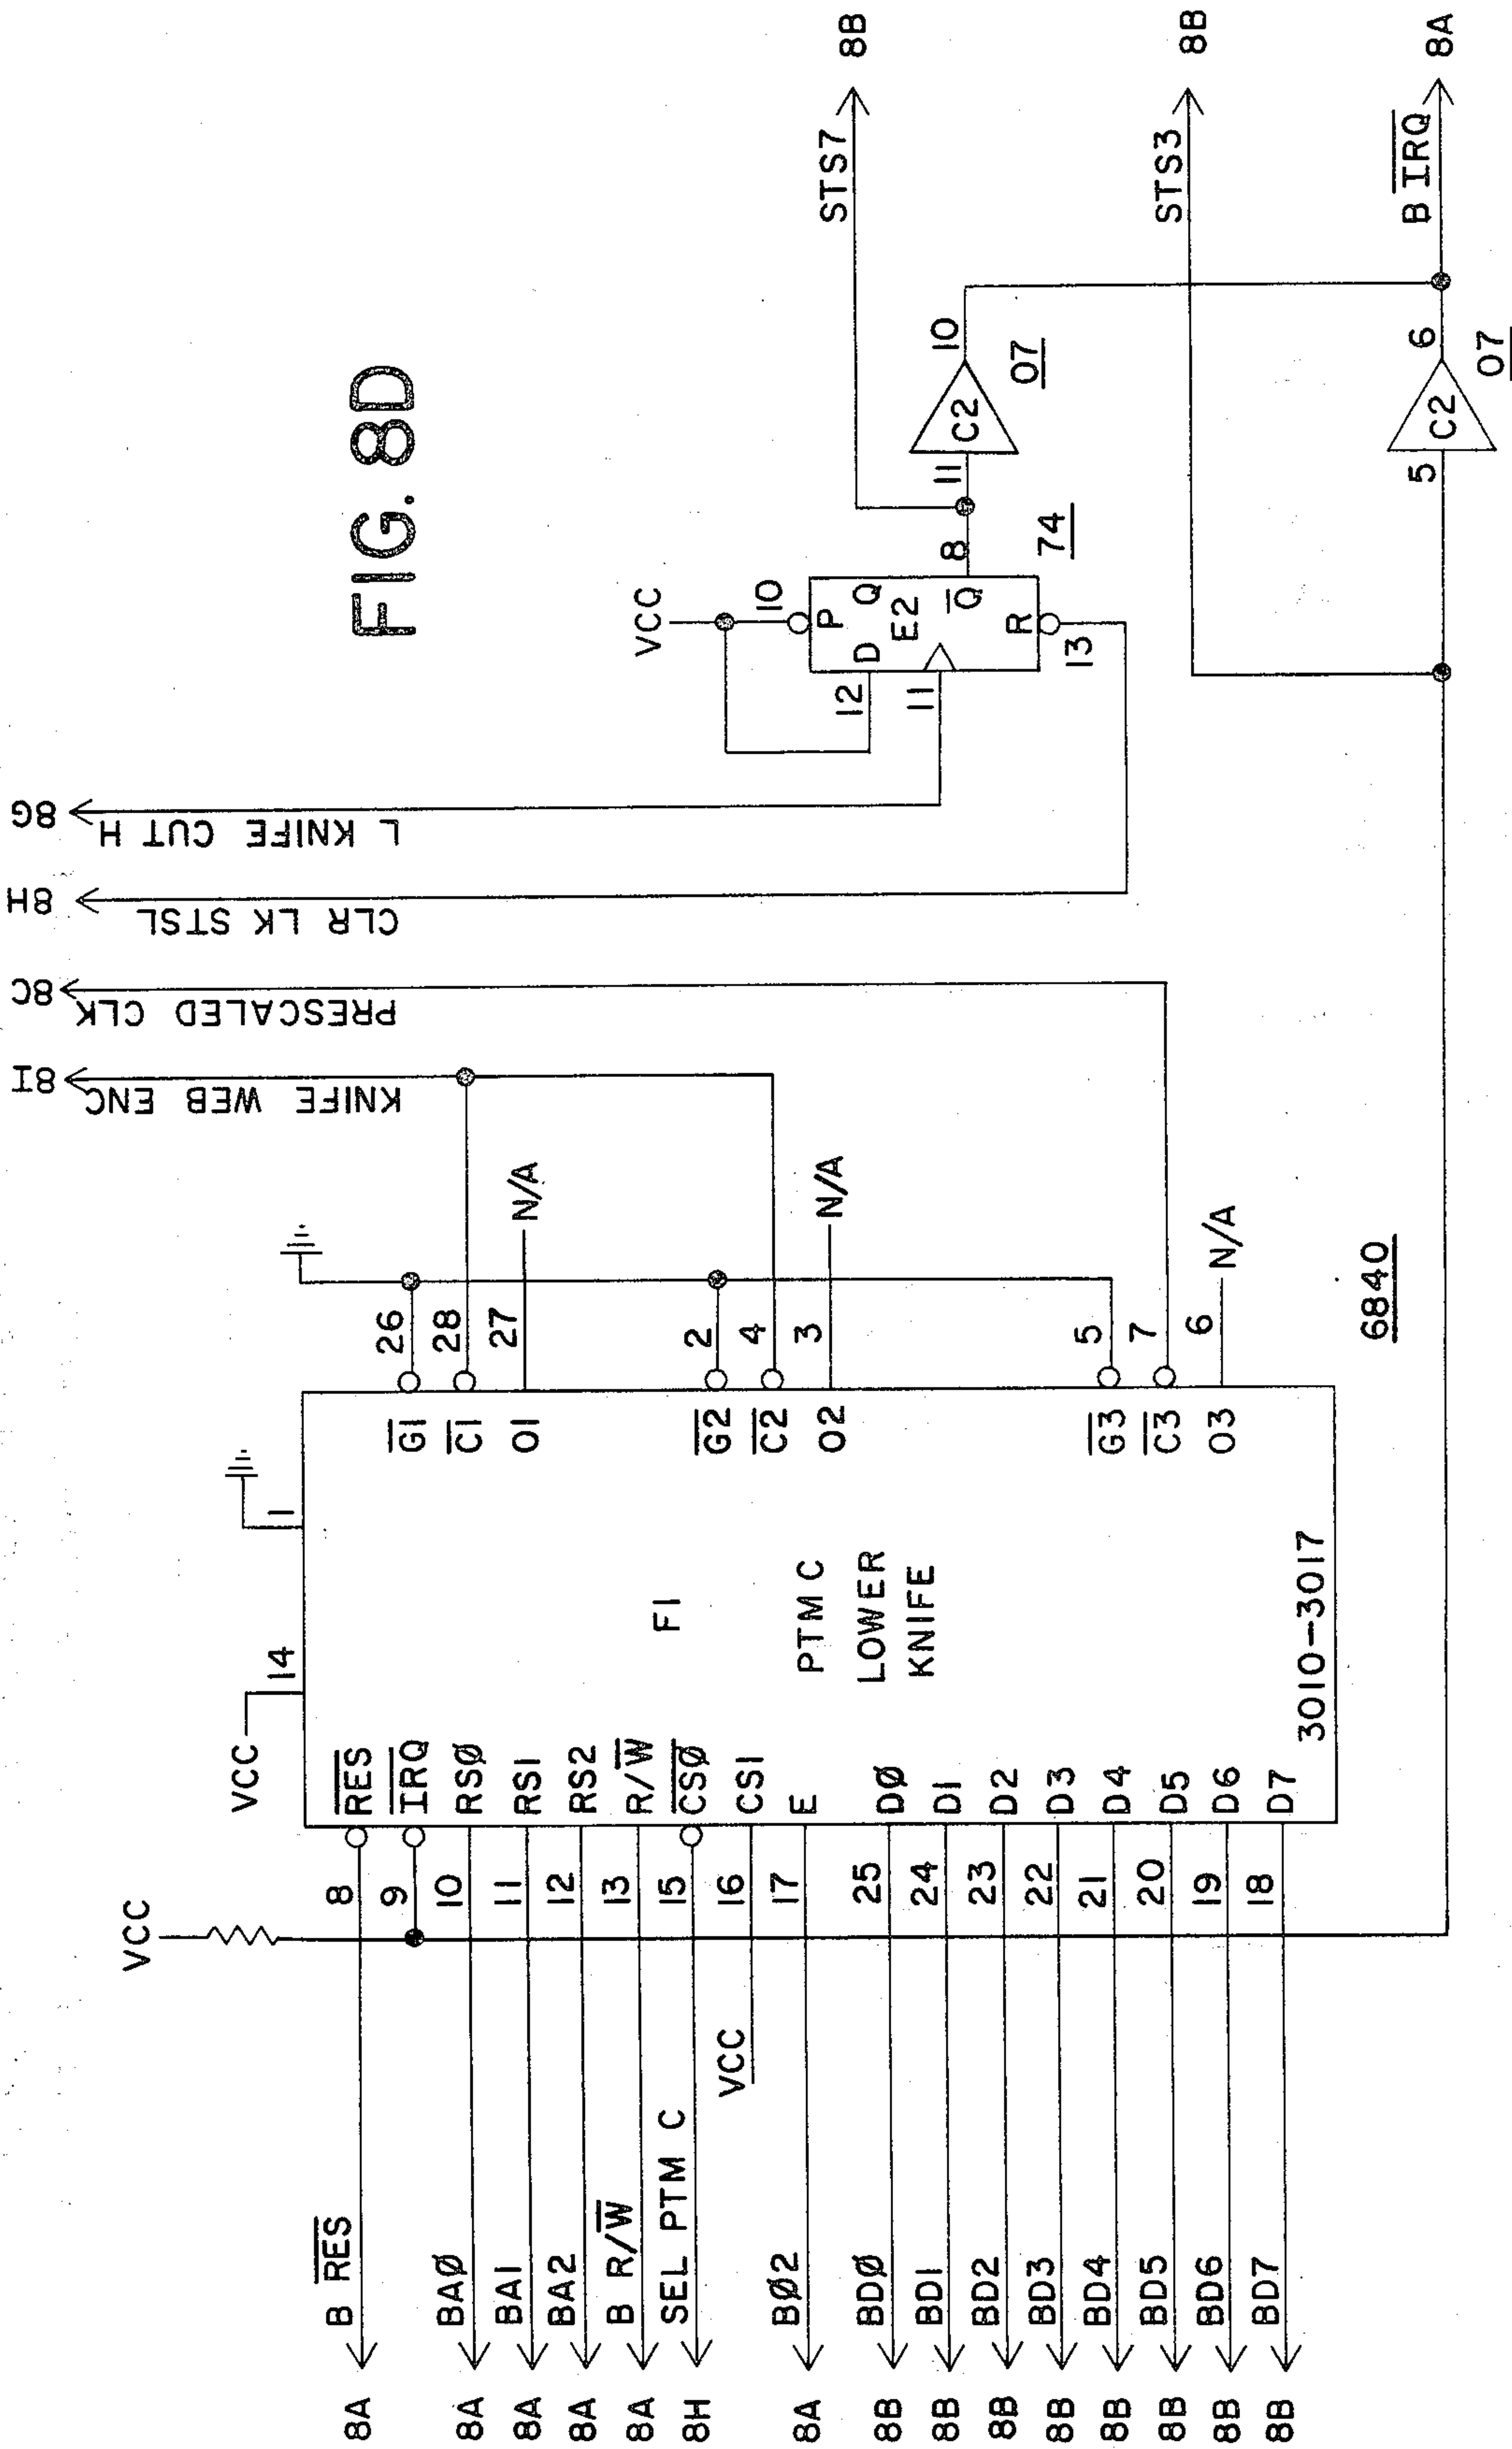 FIG. 8D
8A B RES
8A BAØ
8A BA1
8A BA2
8A B R/W
8H SEL PTM C
VCC
8A BØ2
8B BDØ
8B BD1
8B BD2
8B BD3
8B BD4
8B BD5
8B BD6
8B BD7
VCC
VCC 14
1
8 RES
9 IRQ
10 RSØ
11 RS1
12 RS2
13 R/W
15 CSØ
16 CS1
17 E
25 DØ
24 D1
23 D2
22 D3
21 D4
20 D5
19 D6
18 D7
F1
PTM C
LOWER
KNIFE
3010-3017
6840
G1 26
C1 28
O1 27 N/A
G2 2
C2 4
O2 3 N/A
G3 5
C3 7
O3 6 N/A
KNIFE WEB ENC 8I
PRESCALED CLK 8C
CLR LK STSL 8H
L KNIFE CUT H 8G
VCC
10
P
12 D Q
E2
11
Q 8
R
13
74
11 C2 10
07
STS7 8B
STS3 8B
5 C2 6
07
B IRQ 8A